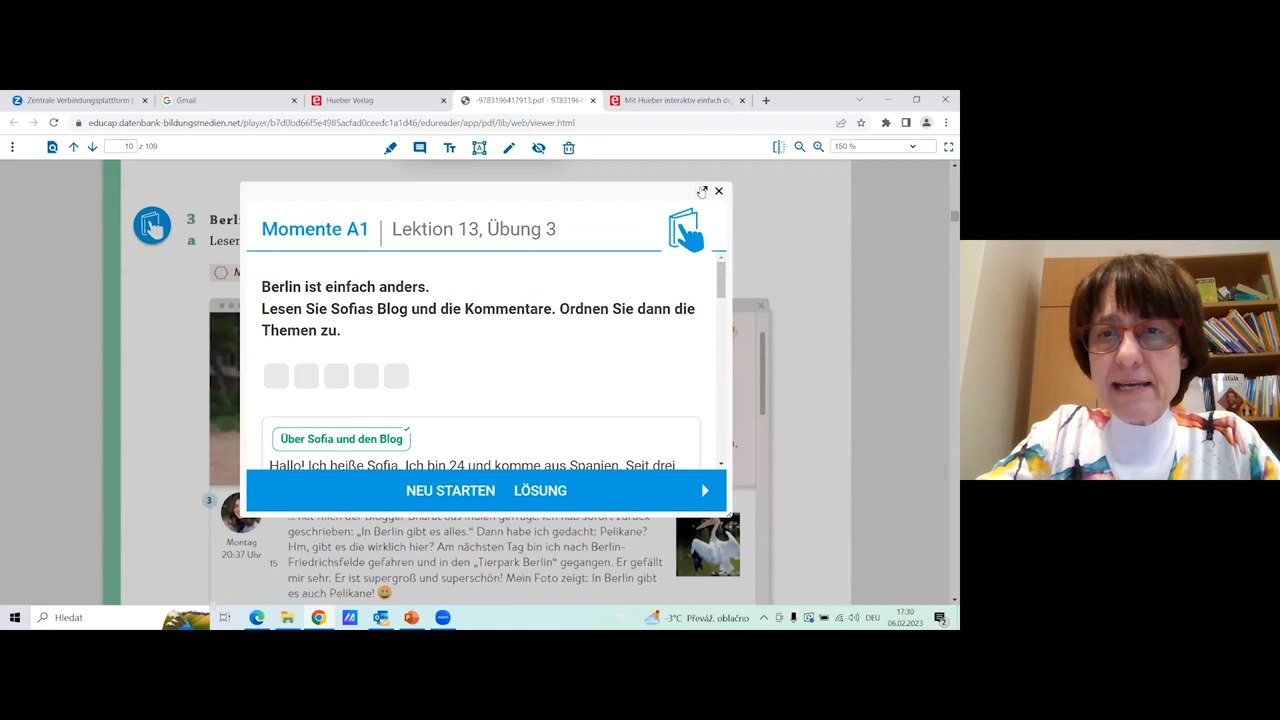 Zentrale Verbindungsplattform |
Gmail
Hueber Verlag
-9783196417913.pdf - 97831964
Mit Hueber interaktiv einfach dig
educap.datenbank-bildungsmedien.net/player/b7d0bd66f5e4985acfad0ceedc1a1d46/edureader/app/pdf/lib/web/viewer.html
10 z 109
150 %
3 Berl
a Leser
M
Momente A1 | Lektion 13, Übung 3
Berlin ist einfach anders.
Lesen Sie Sofias Blog und die Kommentare. Ordnen Sie dann die
Themen zu.
Über Sofia und den Blog
Hallo! Ich heiße Sofia. Ich bin 24 und komme aus Spanien. Seit drei
NEU STARTEN LÖSUNG
3
Montag
20:37 Uhr
... hat mich der Blogger Bharat aus Indien gefragt. Ich hab sofort zurück
geschrieben: „In Berlin gibt es alles.“ Dann habe ich gedacht: Pelikane?
Hm, gibt es die wirklich hier? Am nächsten Tag bin ich nach Berlin-
15 Friedrichsfelde gefahren und in den „Tierpark Berlin“ gegangen. Er gefällt
mir sehr. Er ist supergroß und superschön! Mein Foto zeigt: In Berlin gibt
es auch Pelikane! 😀
Hledat
-3°C Převáž. oblačno
DEU
17:30
06.02.2023
2